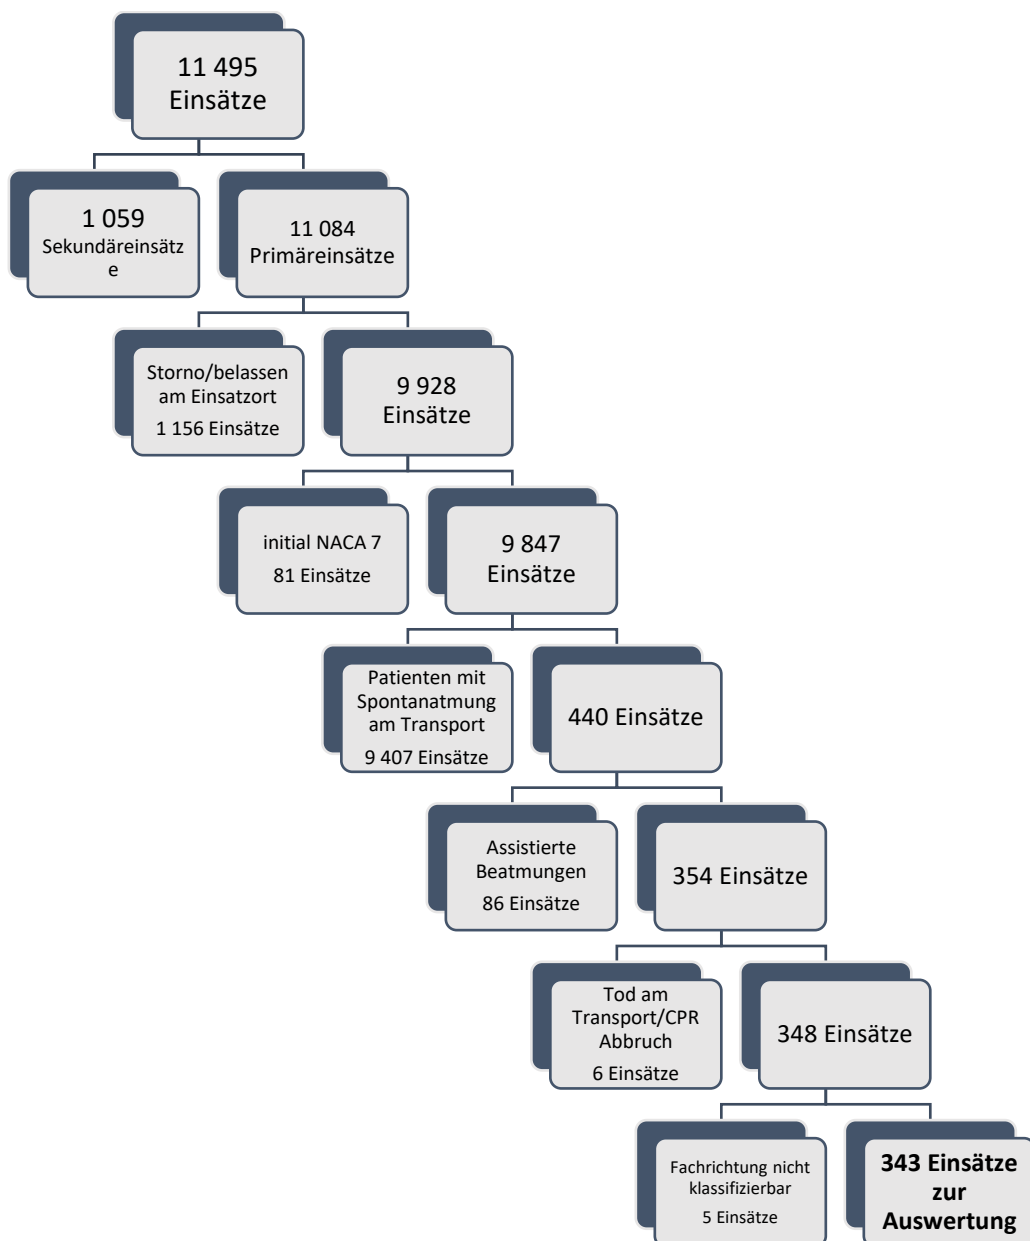 11 495
Einsätze
1 059
Sekundäreinsätz
e
11 084
Primäreinsätze
Storno/belassen
am Einsatzort
1 156 Einsätze
9 928
Einsätze
initial NACA 7
81 Einsätze
9 847
Einsätze
Patienten mit
Spontanatmung
am Transport
9 407 Einsätze
440 Einsätze
Assistierte
Beatmungen
86 Einsätze
354 Einsätze
Tod am
Transport/CPR
Abbruch
6 Einsätze
348 Einsätze
Fachrichtung nicht
klassifizierbar
5 Einsätze
343 Einsätze
zur
Auswertung